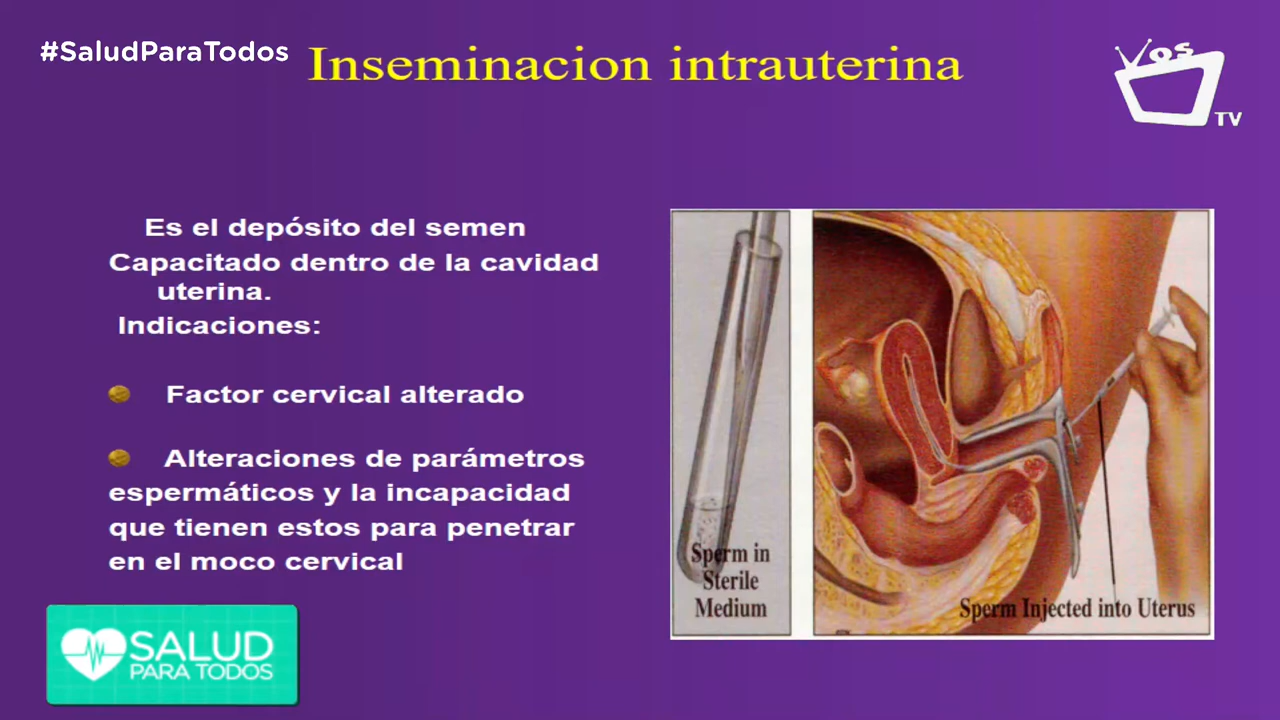 #SaludParaTodos
Inseminacion intrauterina
VOS
TV
Es el depósito del semen
Capacitado dentro de la cavidad
uterina.
Indicaciones:
Factor cervical alterado
Alteraciones de parámetros
espermáticos y la incapacidad
que tienen estos para penetrar
en el moco cervical
Sperm in
Sterile
Medium
Sperm Injected into Uterus
SALUD
PARA TODOS